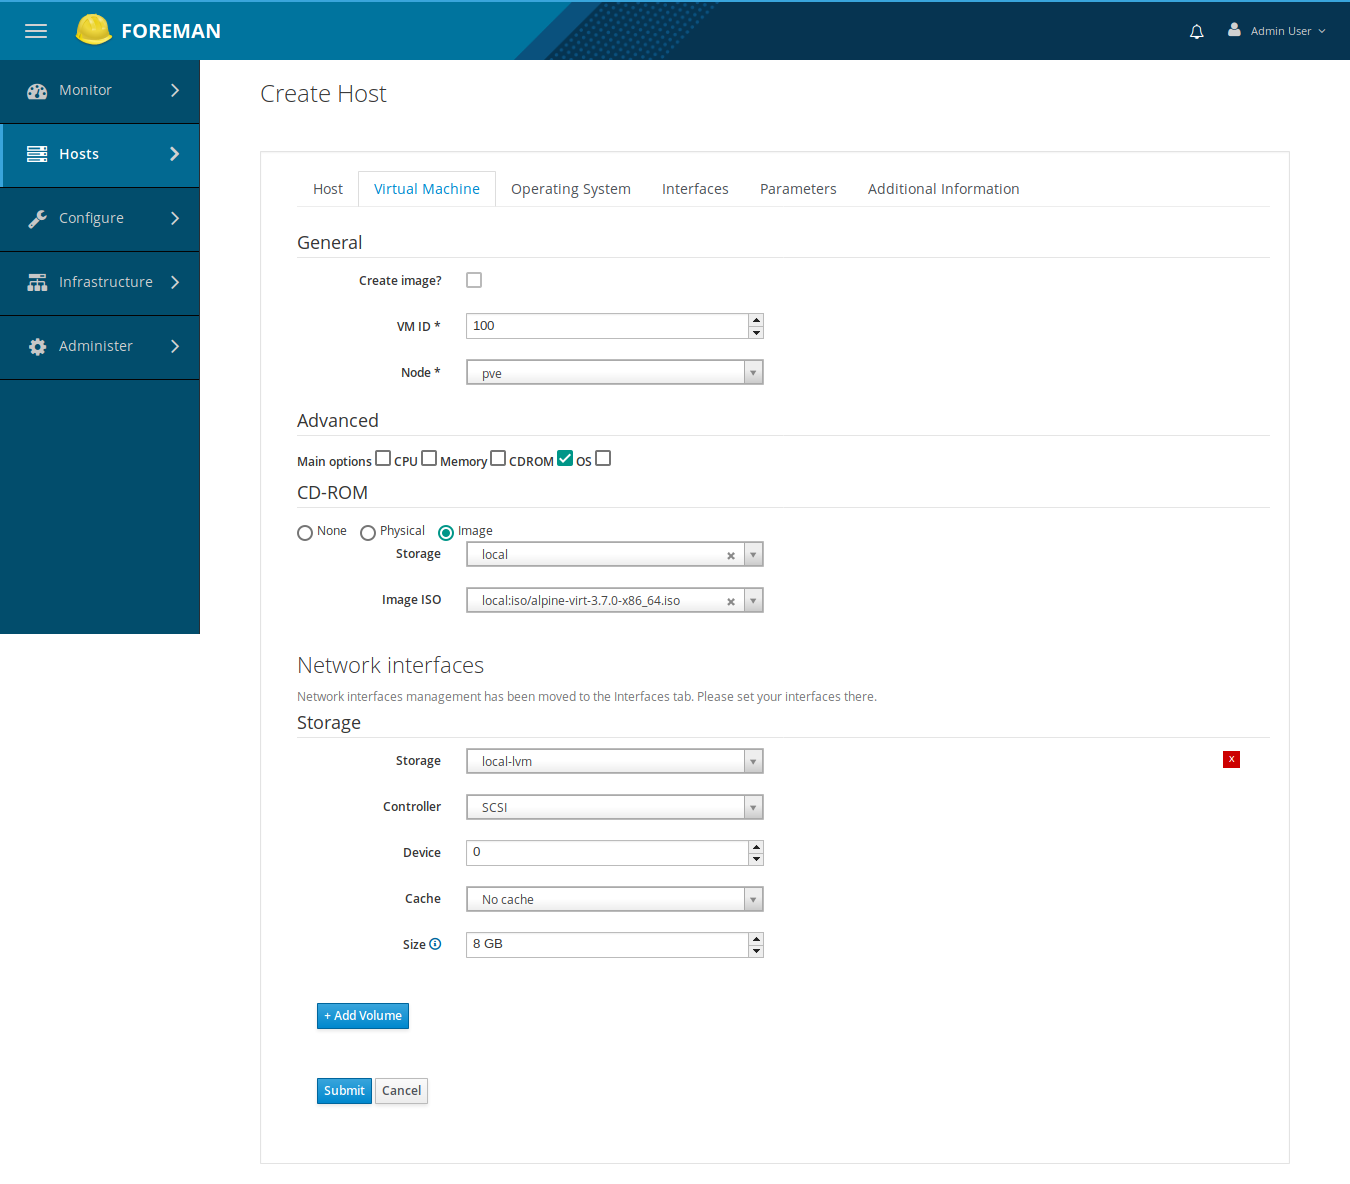 FOREMAN
Admin User
Monitor
Hosts
Configure
Infrastructure
Administer
Create Host
Host Virtual Machine Operating System Interfaces Parameters Additional Information
General
Create image?
VM ID * 100
Node * pve
Advanced
Main options CPU Memory CDROM OS
CD-ROM
None Physical Image
Storage local
Image ISO local:iso/alpine-virt-3.7.0-x86_64.iso
Network interfaces
Network interfaces management has been moved to the Interfaces tab. Please set your interfaces there.
Storage
Storage local-lvm x
Controller SCSI
Device 0
Cache No cache
Size 8 GB
+ Add Volume
Submit Cancel